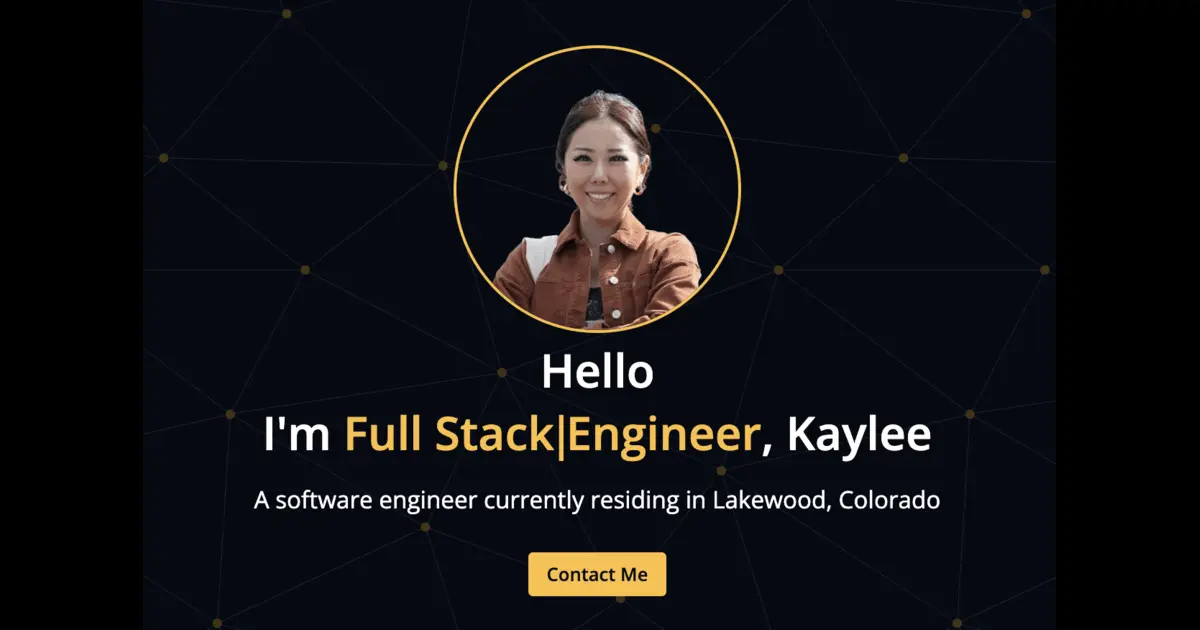 Hello
I'm Full Stack|Engineer, Kaylee
A software engineer currently residing in Lakewood, Colorado
Contact Me